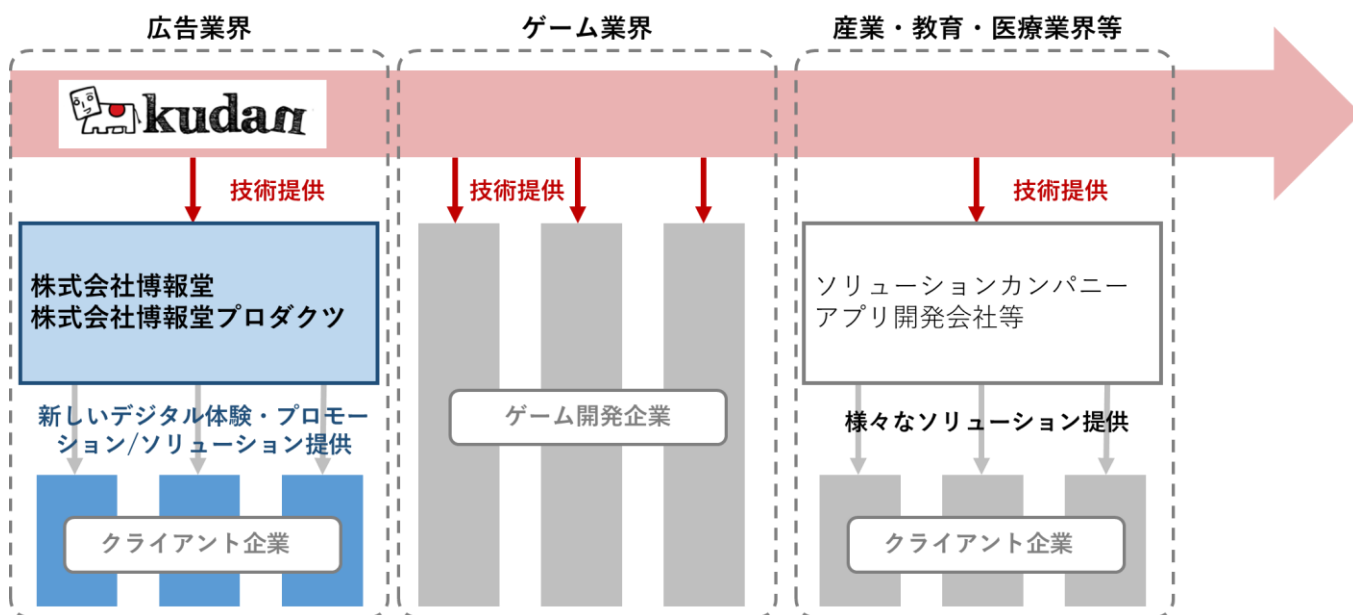 広告業界
ゲーム業界
産業・教育・医療業界等
kudan
技術提供
技術提供
技術提供
株式会社博報堂
株式会社博報堂プロダクツ
ソリューションカンパニー
アプリ開発会社等
新しいデジタル体験・プロモー
ション/ソリューション提供
ゲーム開発企業
様々なソリューション提供
クライアント企業
クライアント企業